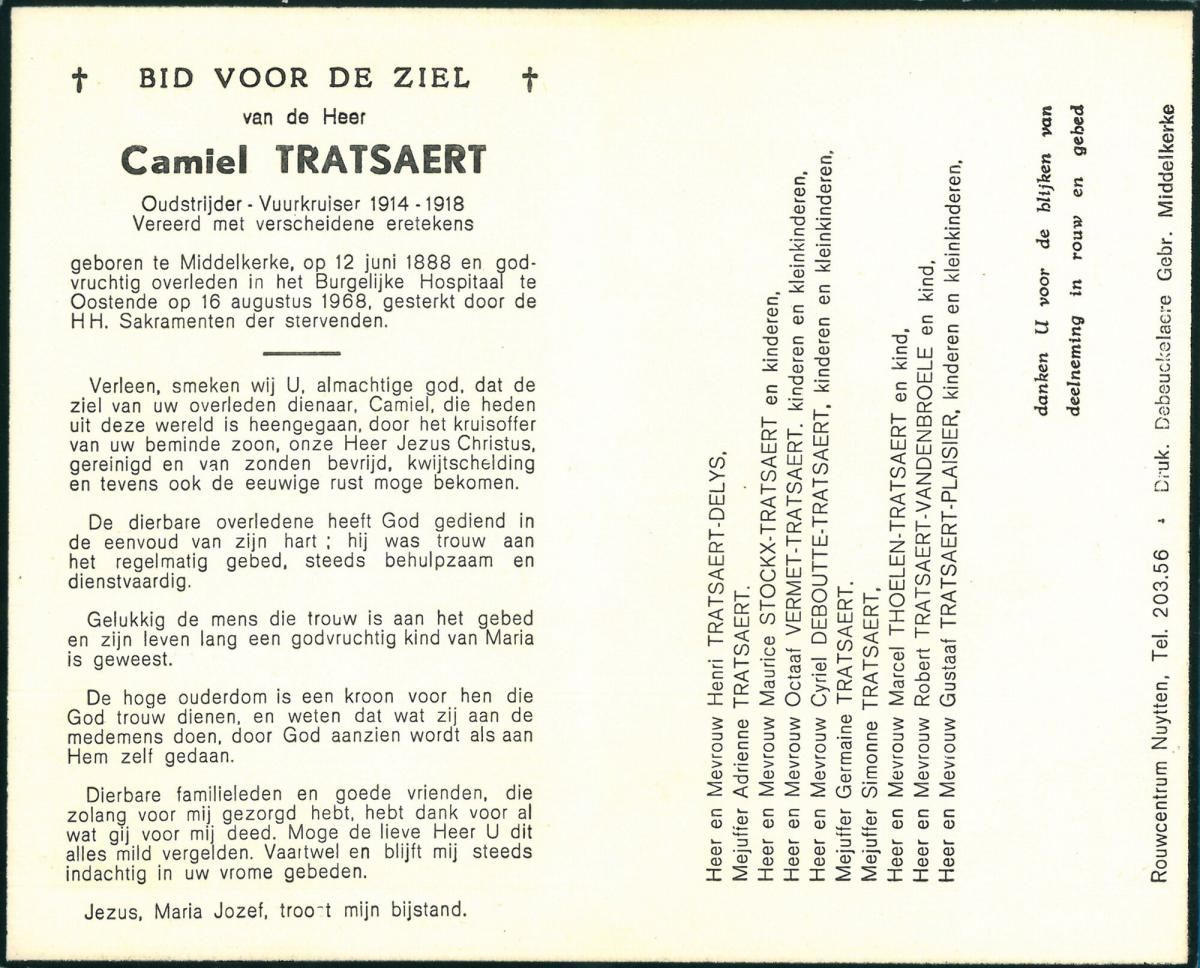 † BID VOOR DE ZIEL †
van de Heer
Camiel TRATSAERT
Oudstrijder - Vuurkruiser 1914 - 1918
Vereerd met verscheidene eretekens
geboren te Middelkerke, op 12 juni 1888 en god-
vruchtig overleden in het Burgelijke Hospitaal te
Oostende op 16 augustus 1968, gesterkt door de
HH. Sakramenten der stervenden.
Verleen, smeken wij U, almachtige god, dat de
ziel van uw overleden dienaar, Camiel, die heden
uit deze wereld is heengegaan, door het kruisoffer
van uw beminde zoon, onze Heer Jezus Christus,
gereinigd en van zonden bevrijd, kwijtschelding
en tevens ook de eeuwige rust moge bekomen.
De dierbare overledene heeft God gediend in
de eenvoud van zijn hart ; hij was trouw aan
het regelmatig gebed, steeds behulpzaam en
dienstvaardig.
Gelukkig de mens die trouw is aan het gebed
en zijn leven lang een godvruchtig kind van Maria
is geweest.
De hoge ouderdom is een kroon voor hen die
God trouw dienen, en weten dat wat zij aan de
medemens doen, door God aanzien wordt als aan
Hem zelf gedaan.
Dierbare familieleden en goede vrienden, die
zolang voor mij gezorgd hebt, hebt dank voor al
wat gij voor mij deed. Moge de lieve Heer U dit
alles mild vergelden. Vaartwel en blijft mij steeds
indachtig in uw vrome gebeden.
Jezus, Maria Jozef, troost mijn bijstand.
Heer en Mevrouw Henri TRATSAERT-DELYS,
Mejuffer Adrienne TRATSAERT.
Heer en Mevrouw Maurice STOCKX-TRATSAERT en kinderen,
Heer en Mevrouw Octaaf VERMET-TRATSAERT. kinderen en kleinkinderen,
Heer en Mevrouw Cyriel DEBOUTTE-TRATSAERT, kinderen en kleinkinderen,
Mejuffer Germaine TRATSAERT.
Mejuffer Simonne TRATSAERT,
Heer en Mevrouw Marcel THOELEN-TRATSAERT en kind,
Heer en Mevrouw Robert TRATSAERT-VANDENBROELE en kind,
Heer en Mevrouw Gustaaf TRATSAERT-PLAISIER, kinderen en kleinkinderen,
danken U voor de blijken van
deelneming in rouw en gebed
Rouwcentrum Nuytten, Tel. 203.56 - Druk. Debeuckelaere Gebr. Middelkerke